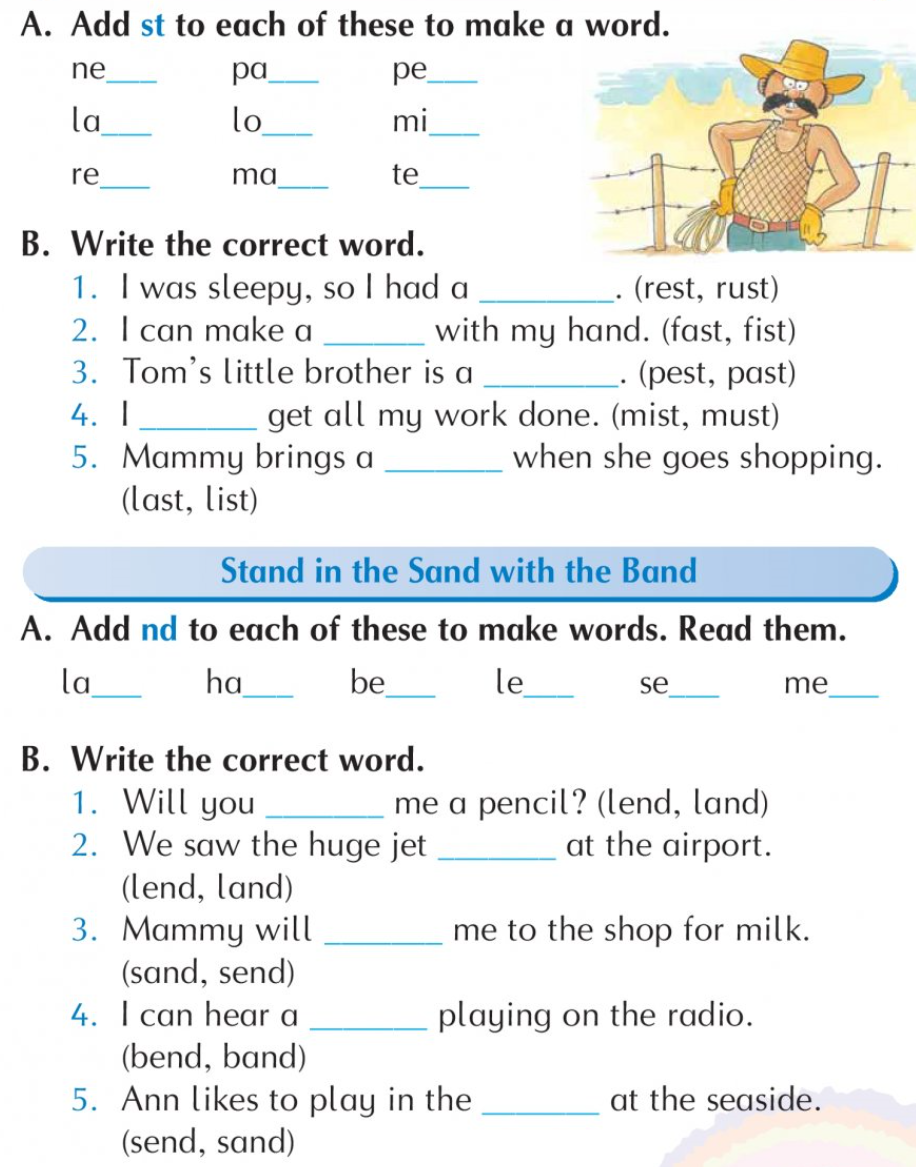 A. Add st to each of these to make a word.
ne___ pa___ pe___
la___ lo___ mi___
re___ ma___ te___
B. Write the correct word.
1. I was sleepy, so I had a ________. (rest, rust)
2. I can make a ______ with my hand. (fast, fist)
3. Tom's little brother is a ________. (pest, past)
4. I _______ get all my work done. (mist, must)
5. Mammy brings a _______ when she goes shopping.
(last, list)
Stand in the Sand with the Band
A. Add nd to each of these to make words. Read them.
la___ ha___ be___ le___ se___ me___
B. Write the correct word.
1. Will you _______ me a pencil? (lend, land)
2. We saw the huge jet _______ at the airport.
(lend, land)
3. Mammy will _______ me to the shop for milk.
(sand, send)
4. I can hear a _______ playing on the radio.
(bend, band)
5. Ann likes to play in the _______ at the seaside.
(send, sand)